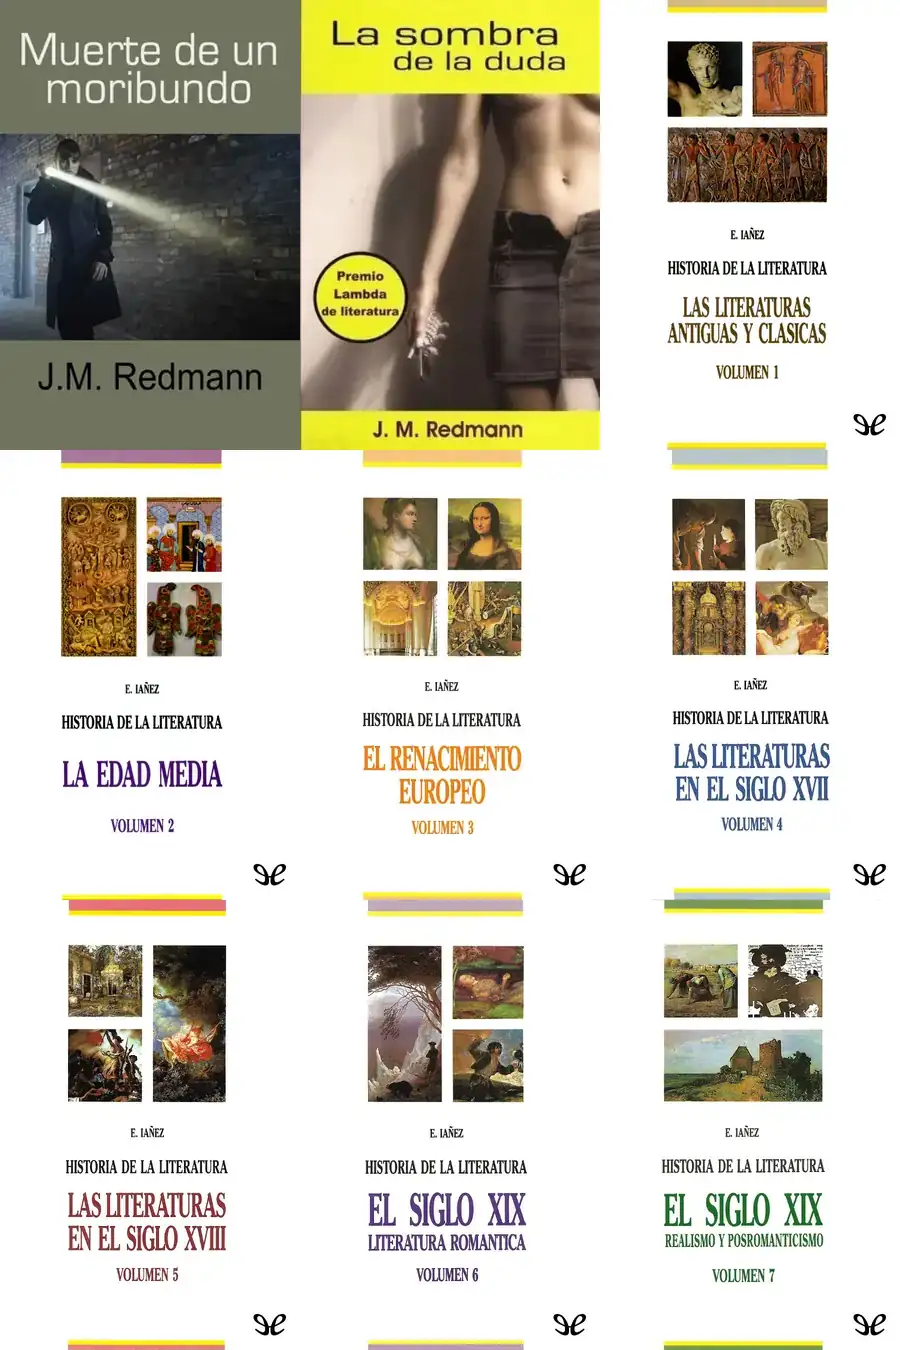 Muerte de un
moribundo
J.M. Redmann
La sombra
de la duda
Premio
Lambda
de literatura
J. M. Redmann
E. IAÑEZ
HISTORIA DE LA LITERATURA
LAS LITERATURAS
ANTIGUAS Y CLASICAS
VOLUMEN 1
E. IAÑEZ
HISTORIA DE LA LITERATURA
LA EDAD MEDIA
VOLUMEN 2
E. IAÑEZ
HISTORIA DE LA LITERATURA
EL RENACIMIENTO
EUROPEO
VOLUMEN 3
E. IAÑEZ
HISTORIA DE LA LITERATURA
LAS LITERATURAS
EN EL SIGLO XVII
VOLUMEN 4
E. IAÑEZ
HISTORIA DE LA LITERATURA
LAS LITERATURAS
EN EL SIGLO XVIII
VOLUMEN 5
E. IAÑEZ
HISTORIA DE LA LITERATURA
EL SIGLO XIX
LITERATURA ROMANTICA
VOLUMEN 6
E. IAÑEZ
HISTORIA DE LA LITERATURA
EL SIGLO XIX
REALISMO Y POSROMANTICISMO
VOLUMEN 7